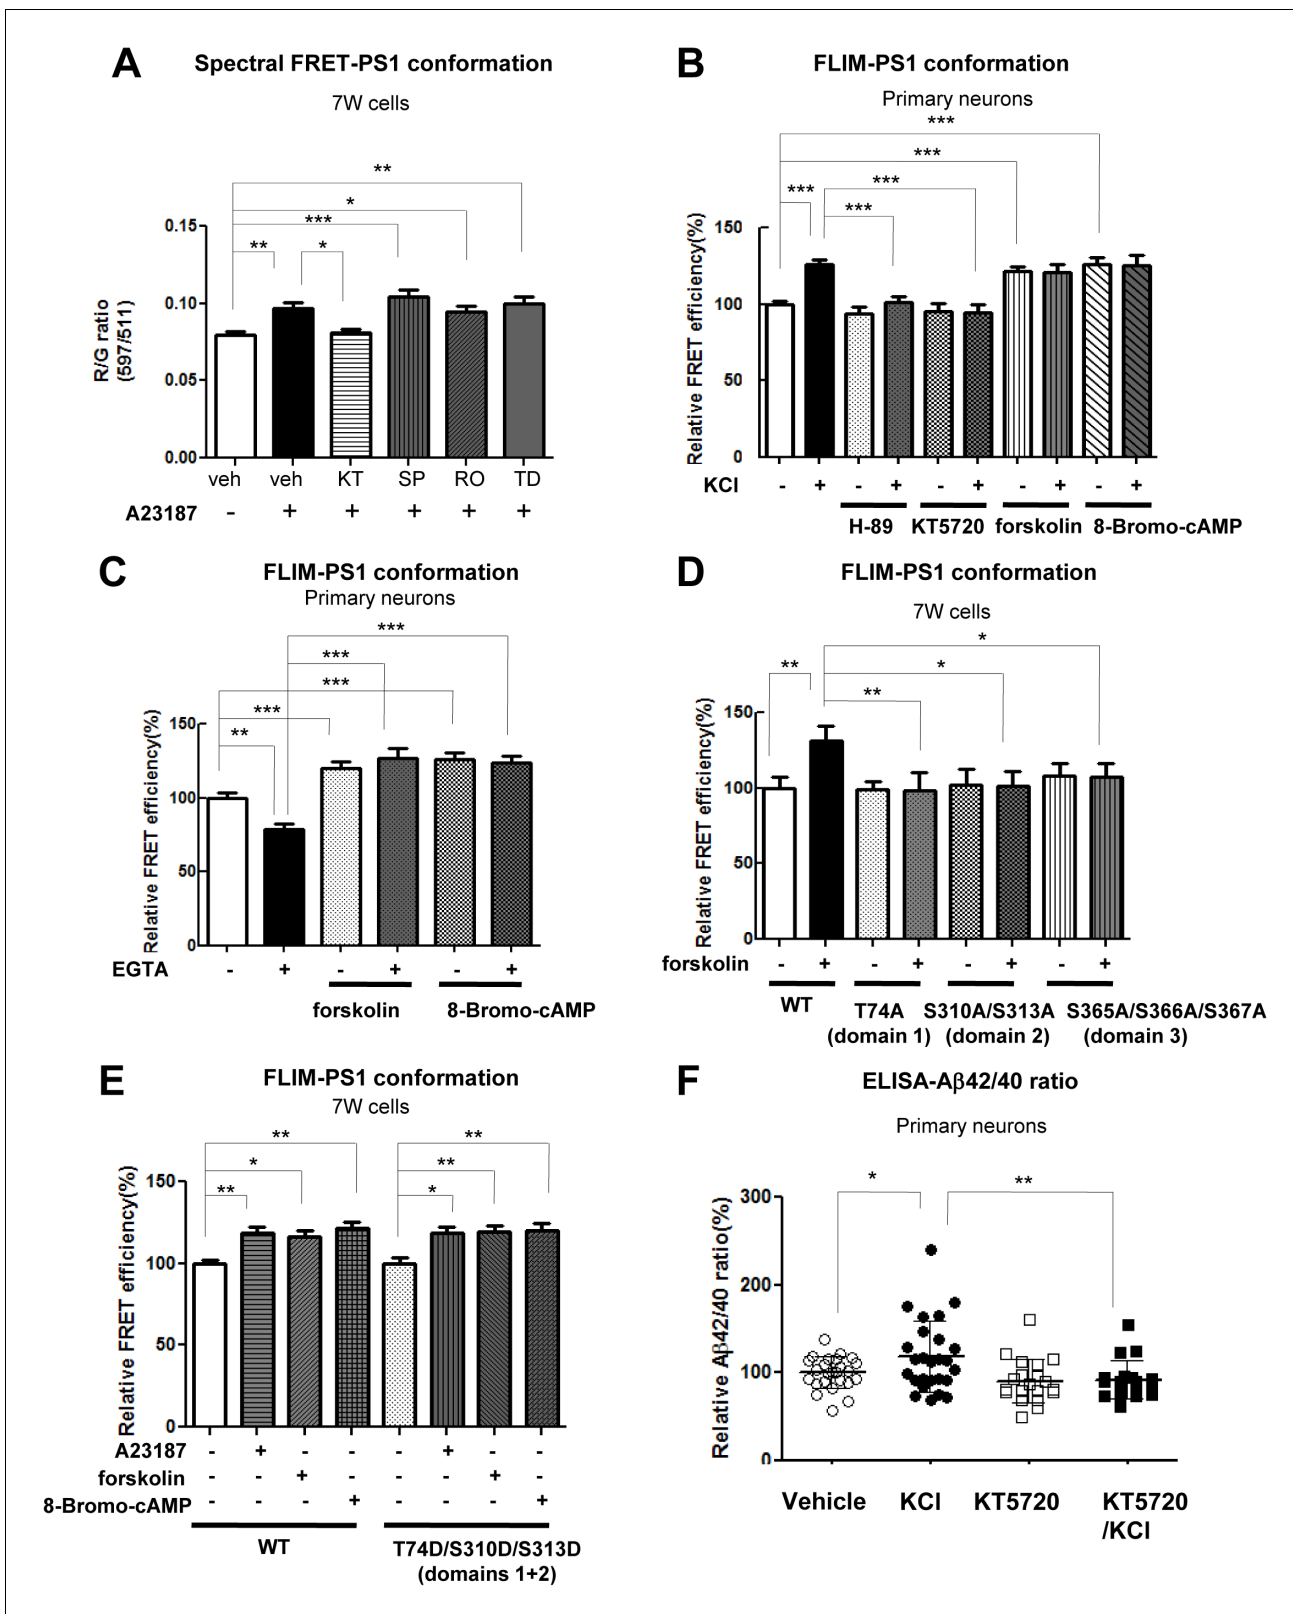 A
Spectral FRET-PS1 conformation
7W cells
**
*
***
**
*
0.15
0.10
0.05
0.00
R/G ratio
(597/511)
veh veh KT SP RO TD
A23187 - + + + + +
B
FLIM-PS1 conformation
Primary neurons
***
***
***
***
***
150
100
50
0
Relative FRET efficiency(%)
KCl - + - + - + - + - +
H-89 KT5720 forskolin 8-Bromo-cAMP
C
FLIM-PS1 conformation
Primary neurons
***
***
***
***
**
150
100
50
0
Relative FRET efficiency(%)
EGTA - + - + - +
forskolin 8-Bromo-cAMP
D
FLIM-PS1 conformation
7W cells
*
**
*
**
150
100
50
0
Relative FRET efficiency(%)
forskolin - + - + - + - +
WT T74A S310A/S313A S365A/S366A/S367A
(domain 1) (domain 2) (domain 3)
E
FLIM-PS1 conformation
7W cells
** **
* **
** *
150
100
50
0
Relative FRET efficiency(%)
A23187 - + - - - + - -
forskolin - - + - - - + -
8-Bromo-cAMP - - - + - - - +
WT T74D/S310D/S313D
(domains 1+2)
F
ELISA-Aβ42/40 ratio
Primary neurons
* **
300
200
100
0
Relative Aβ42/40 ratio(%)
Vehicle KCl KT5720 KT5720
/KCl